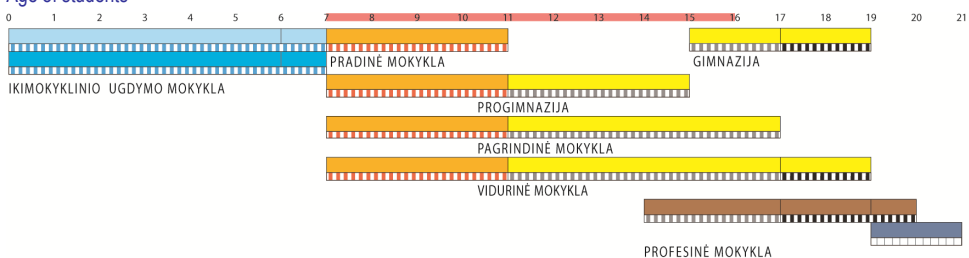 Age of students
0 1 2 3 4 5 6 7 8 9 10 11 12 13 14 15 16 17 18 19 20 21
PRADINĖ MOKYKLA
GIMNAZIJA
IKIMOKYKLINIO UGDYMO MOKYKLA
PROGIMNAZIJA
PAGRINDINĖ MOKYKLA
VIDURINĖ MOKYKLA
PROFESINĖ MOKYKLA